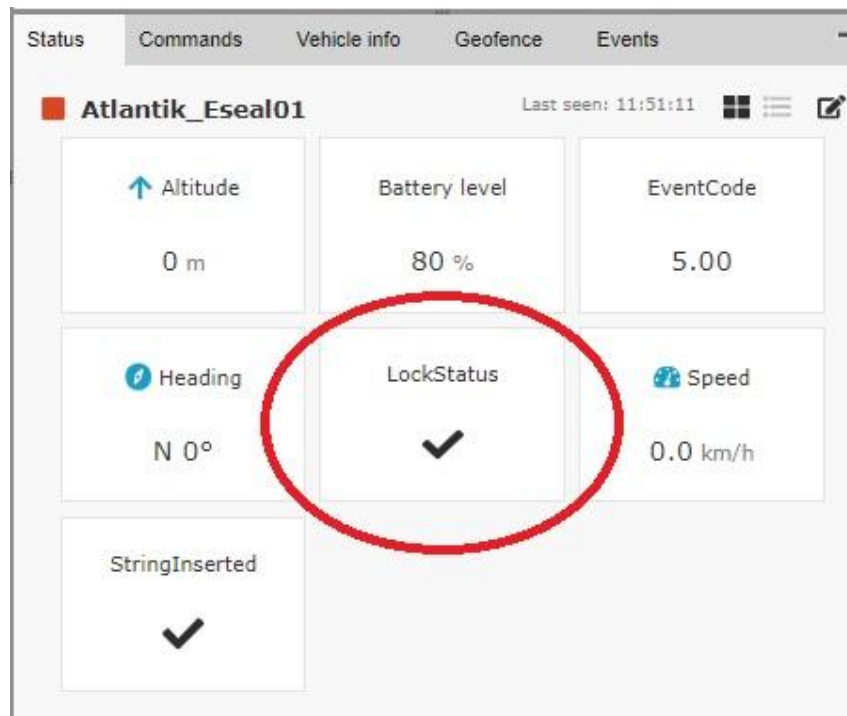 Status Commands Vehicle info Geofence Events
Atlantik_Eseal01 Last seen: 11:51:11
Altitude Battery level EventCode
0 m 80 % 5.00
Heading LockStatus Speed
N 0° 0.0 km/h
StringInserted